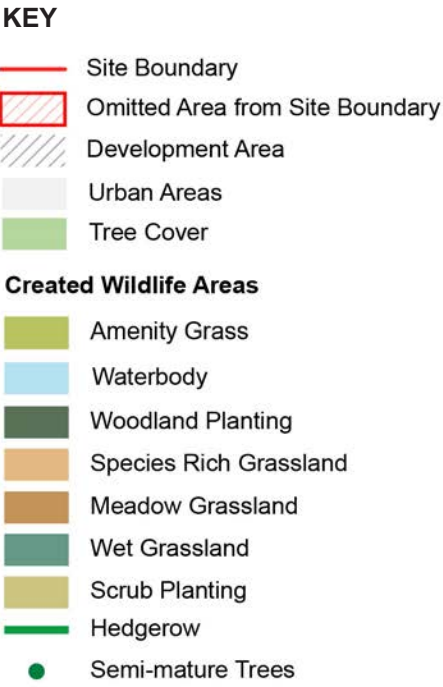 KEY
Site Boundary
Omitted Area from Site Boundary
Development Area
Urban Areas
Tree Cover
Created Wildlife Areas
Amenity Grass
Waterbody
Woodland Planting
Species Rich Grassland
Meadow Grassland
Wet Grassland
Scrub Planting
Hedgerow
Semi-mature Trees